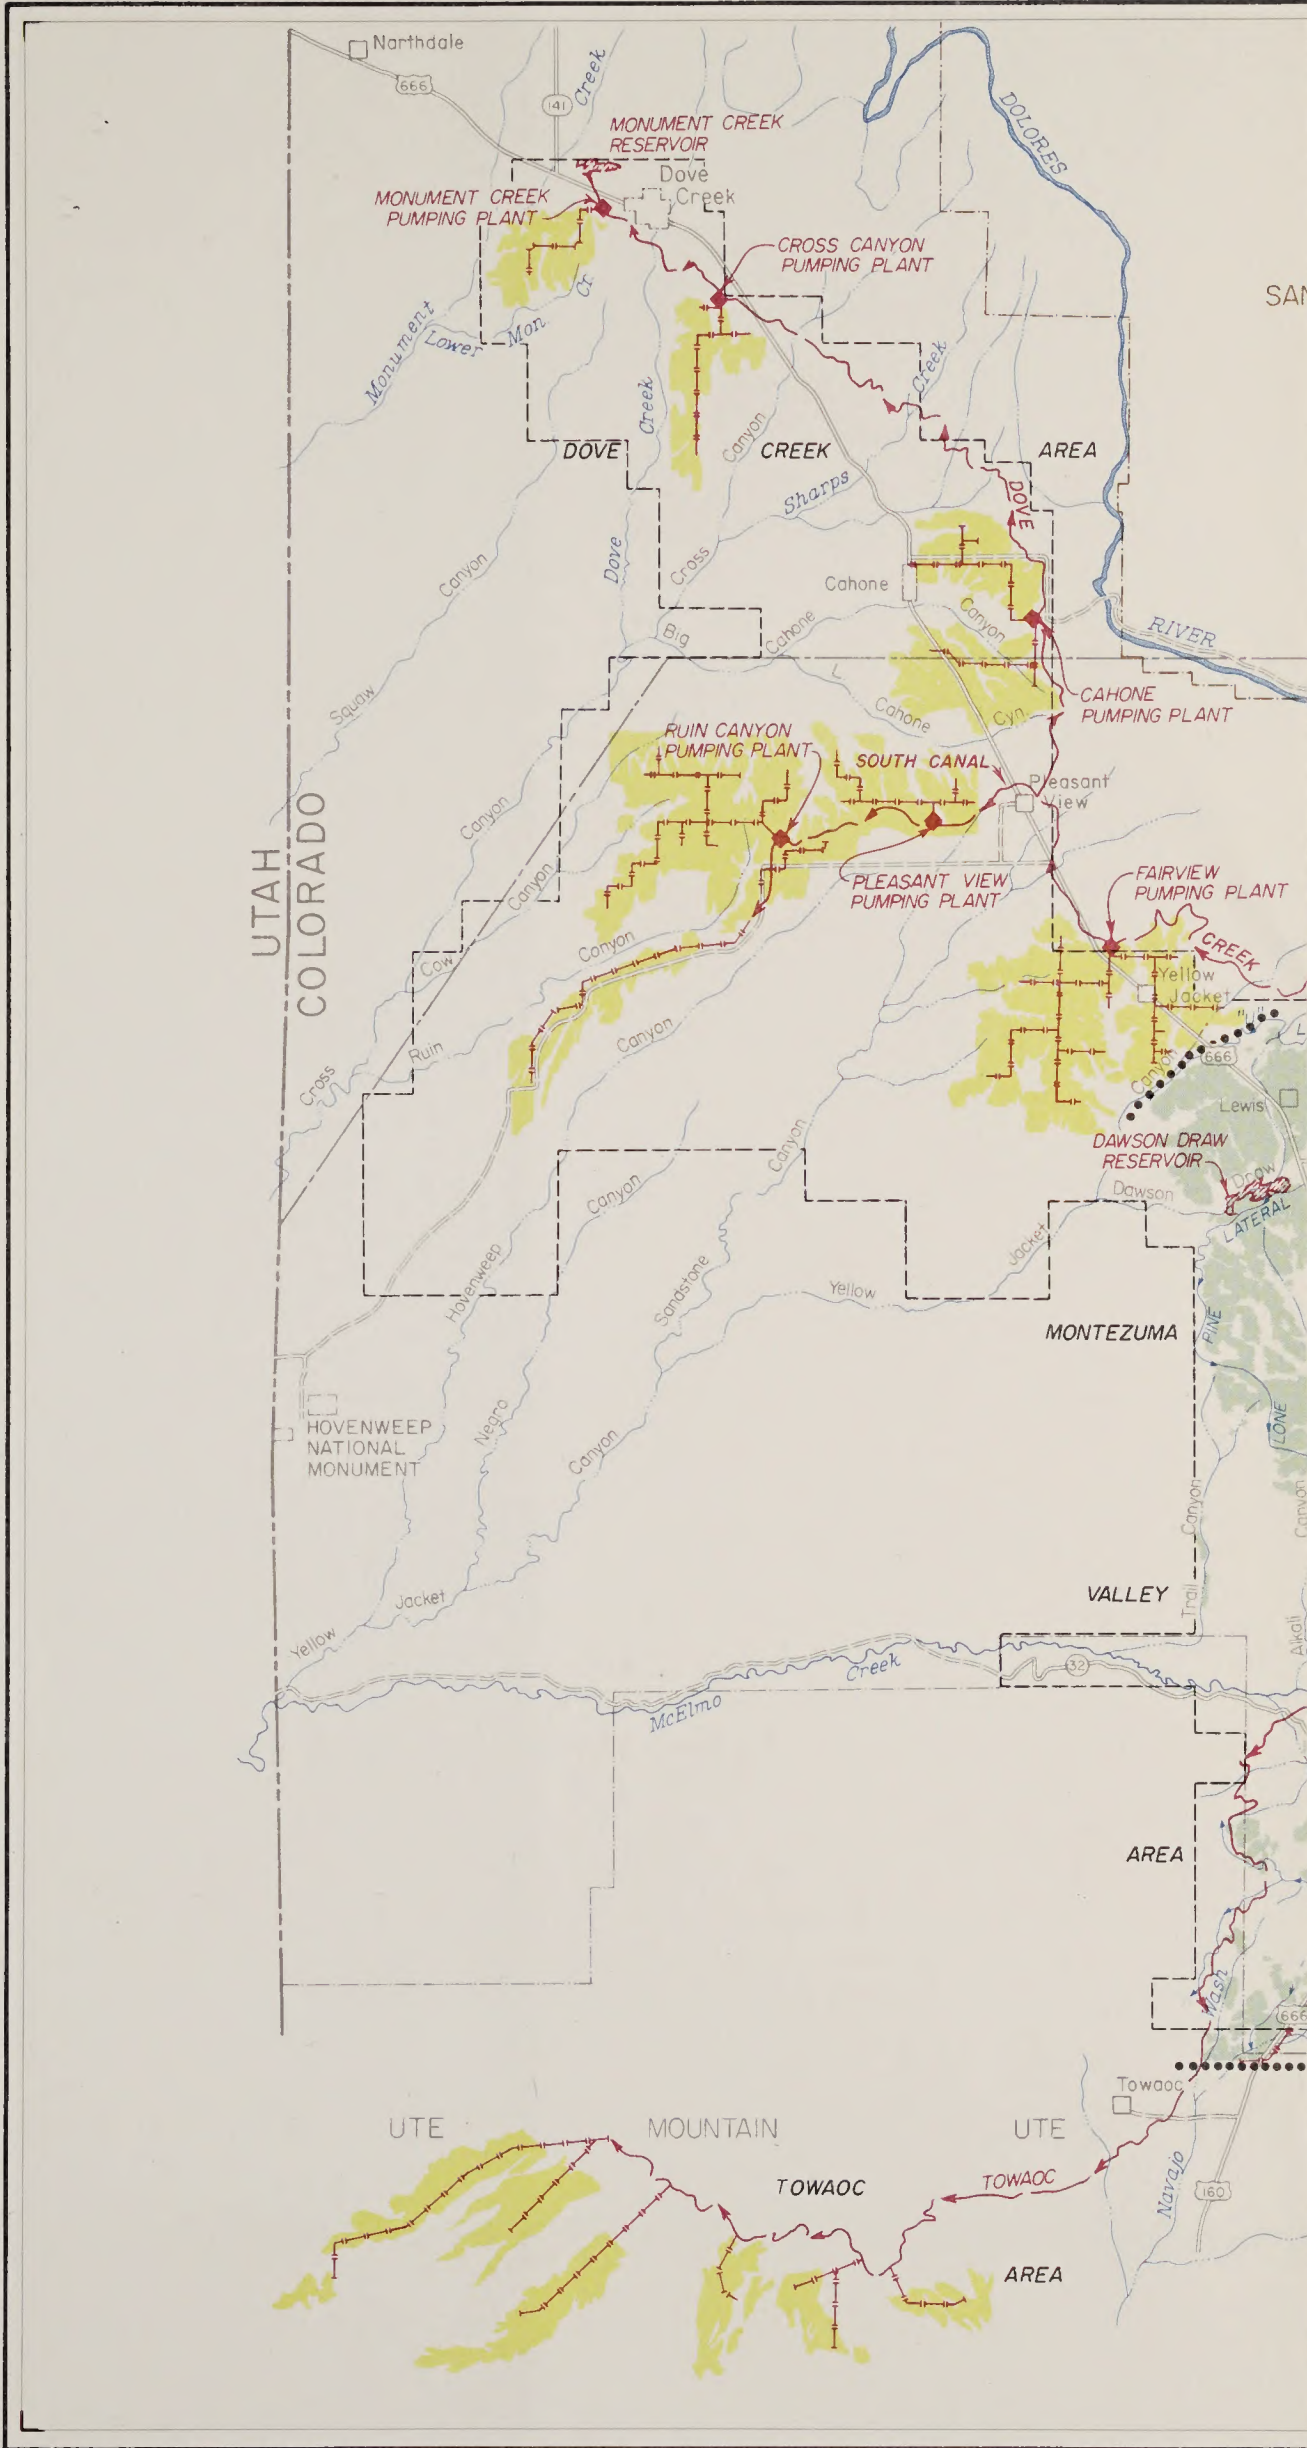 Northdale
666
141
Creek
MONUMENT CREEK
RESERVOIR
DOLORES
Dove
Creek
MONUMENT CREEK
PUMPING PLANT
CROSS CANYON
PUMPING PLANT
Cr
SAN
Monument
Lower Mon
Creek
Creek
Canyon
DOVE CREEK AREA
Sharps
DOVE
Canyon
Dove
Cross
Cahone
Canyon
Big
Cahone
RIVER
L
Squaw
Cahone
Cyn.
CAHONE
PUMPING PLANT
RUIN CANYON
PUMPING PLANT
SOUTH CANAL
Pleasant
View
UTAH
COLORADO
Canyon
Canyon
PLEASANT VIEW
PUMPING PLANT
FAIRVIEW
PUMPING PLANT
Canyon
Cow
CREEK
Yellow
Jacket
"U"
L
Canyon
Ruin
Cross
Canyon
666
Lewis
Canyon
DAWSON DRAW
RESERVOIR
Draw
Dawson
Canyon
LATERAL
Jacket
Hovenweep
Sandstone
Yellow
MONTEZUMA
PINE
Negro
LONE
HOVENWEEP
NATIONAL
MONUMENT
Canyon
Canyon
Canyon
VALLEY
Trail
Jacket
Yellow
Alkali
Creek
32
McElmo
AREA
Wash
666
Towaoc
UTE MOUNTAIN UTE
TOWAOC
TOWAOC
Navajo
160
AREA